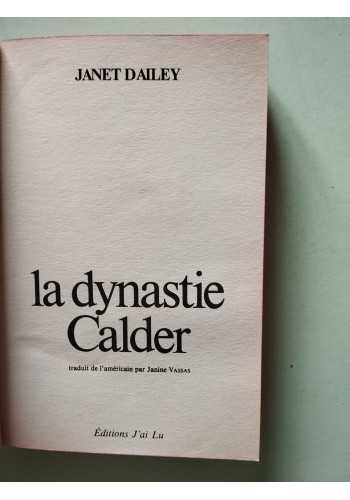 JANET DAILEY
la dynastie
Calder
traduit de l'américain par Janine VASSAS
Éditions J'ai Lu